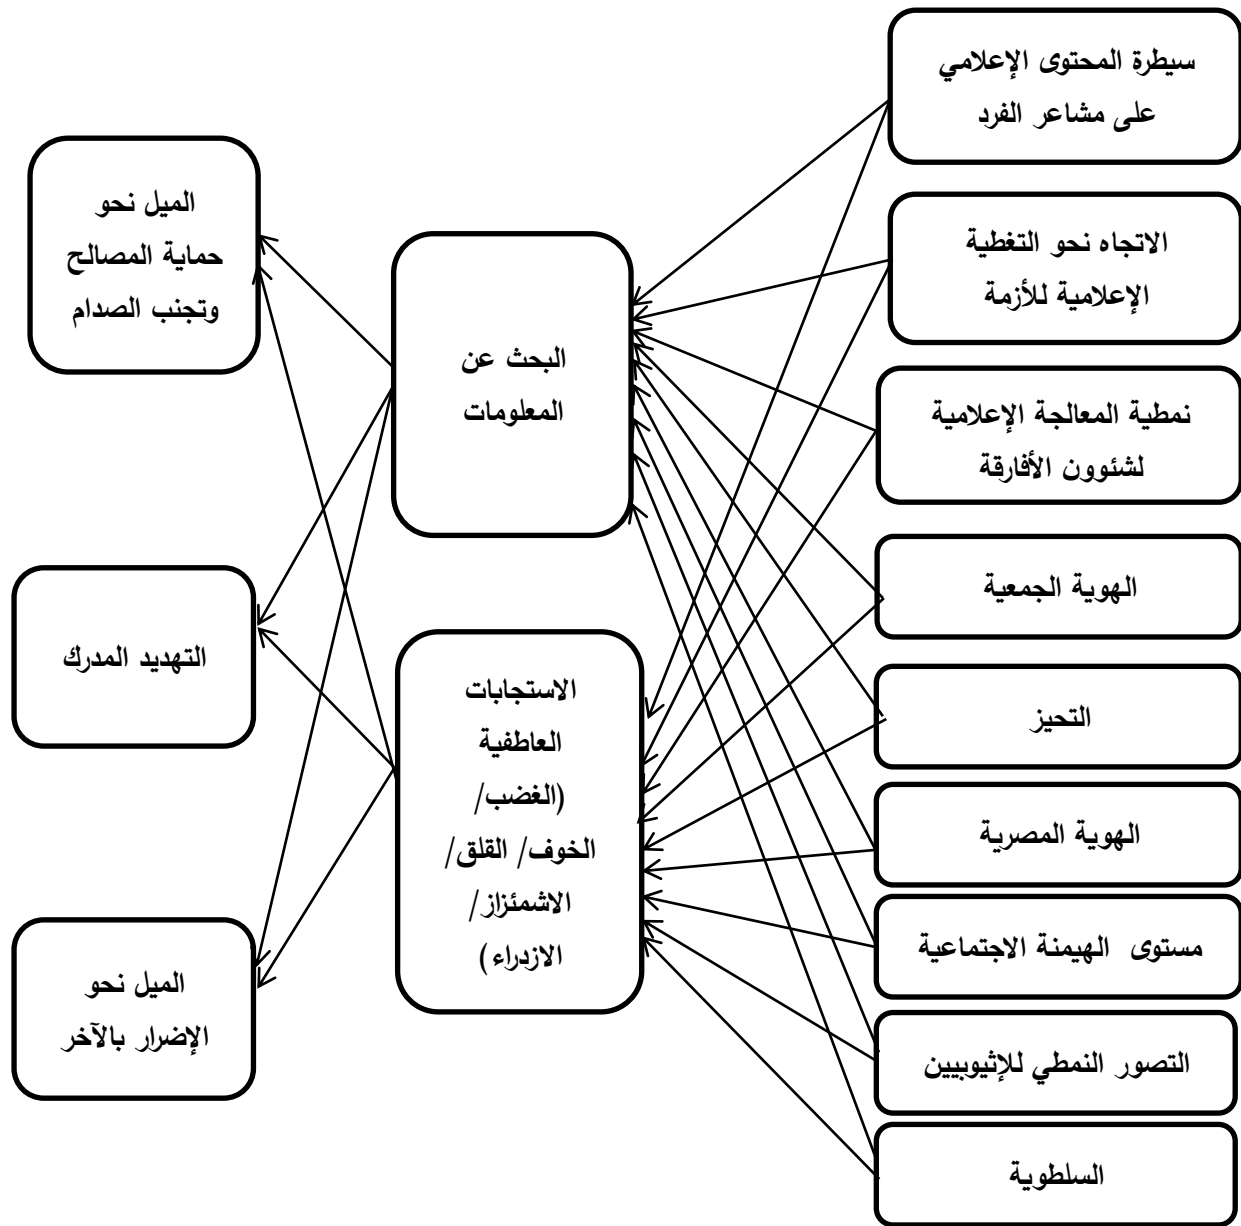 سيطرة المحتوى الإعلامي
على مشاعر الفرد
الاتجاه نحو التغطية
الإعلامية للأزمة
نمطية المعالجة الإعلامية
لشئوون الأفارقة
الهوية الجمعية
التحيز
الهوية المصرية
مستوى الهيمنة الاجتماعية
التصور النمطي للإثيوبيين
السلطوية
البحث عن
المعلومات
الاستجابات
العاطفية
(الغضب/
الخوف/ القلق/
الاشمئزاز/
الازدراء)
الميل نحو
حماية المصالح
وتجنب الصدام
التهديد المدرك
الميل نحو
الإضرار بالآخر